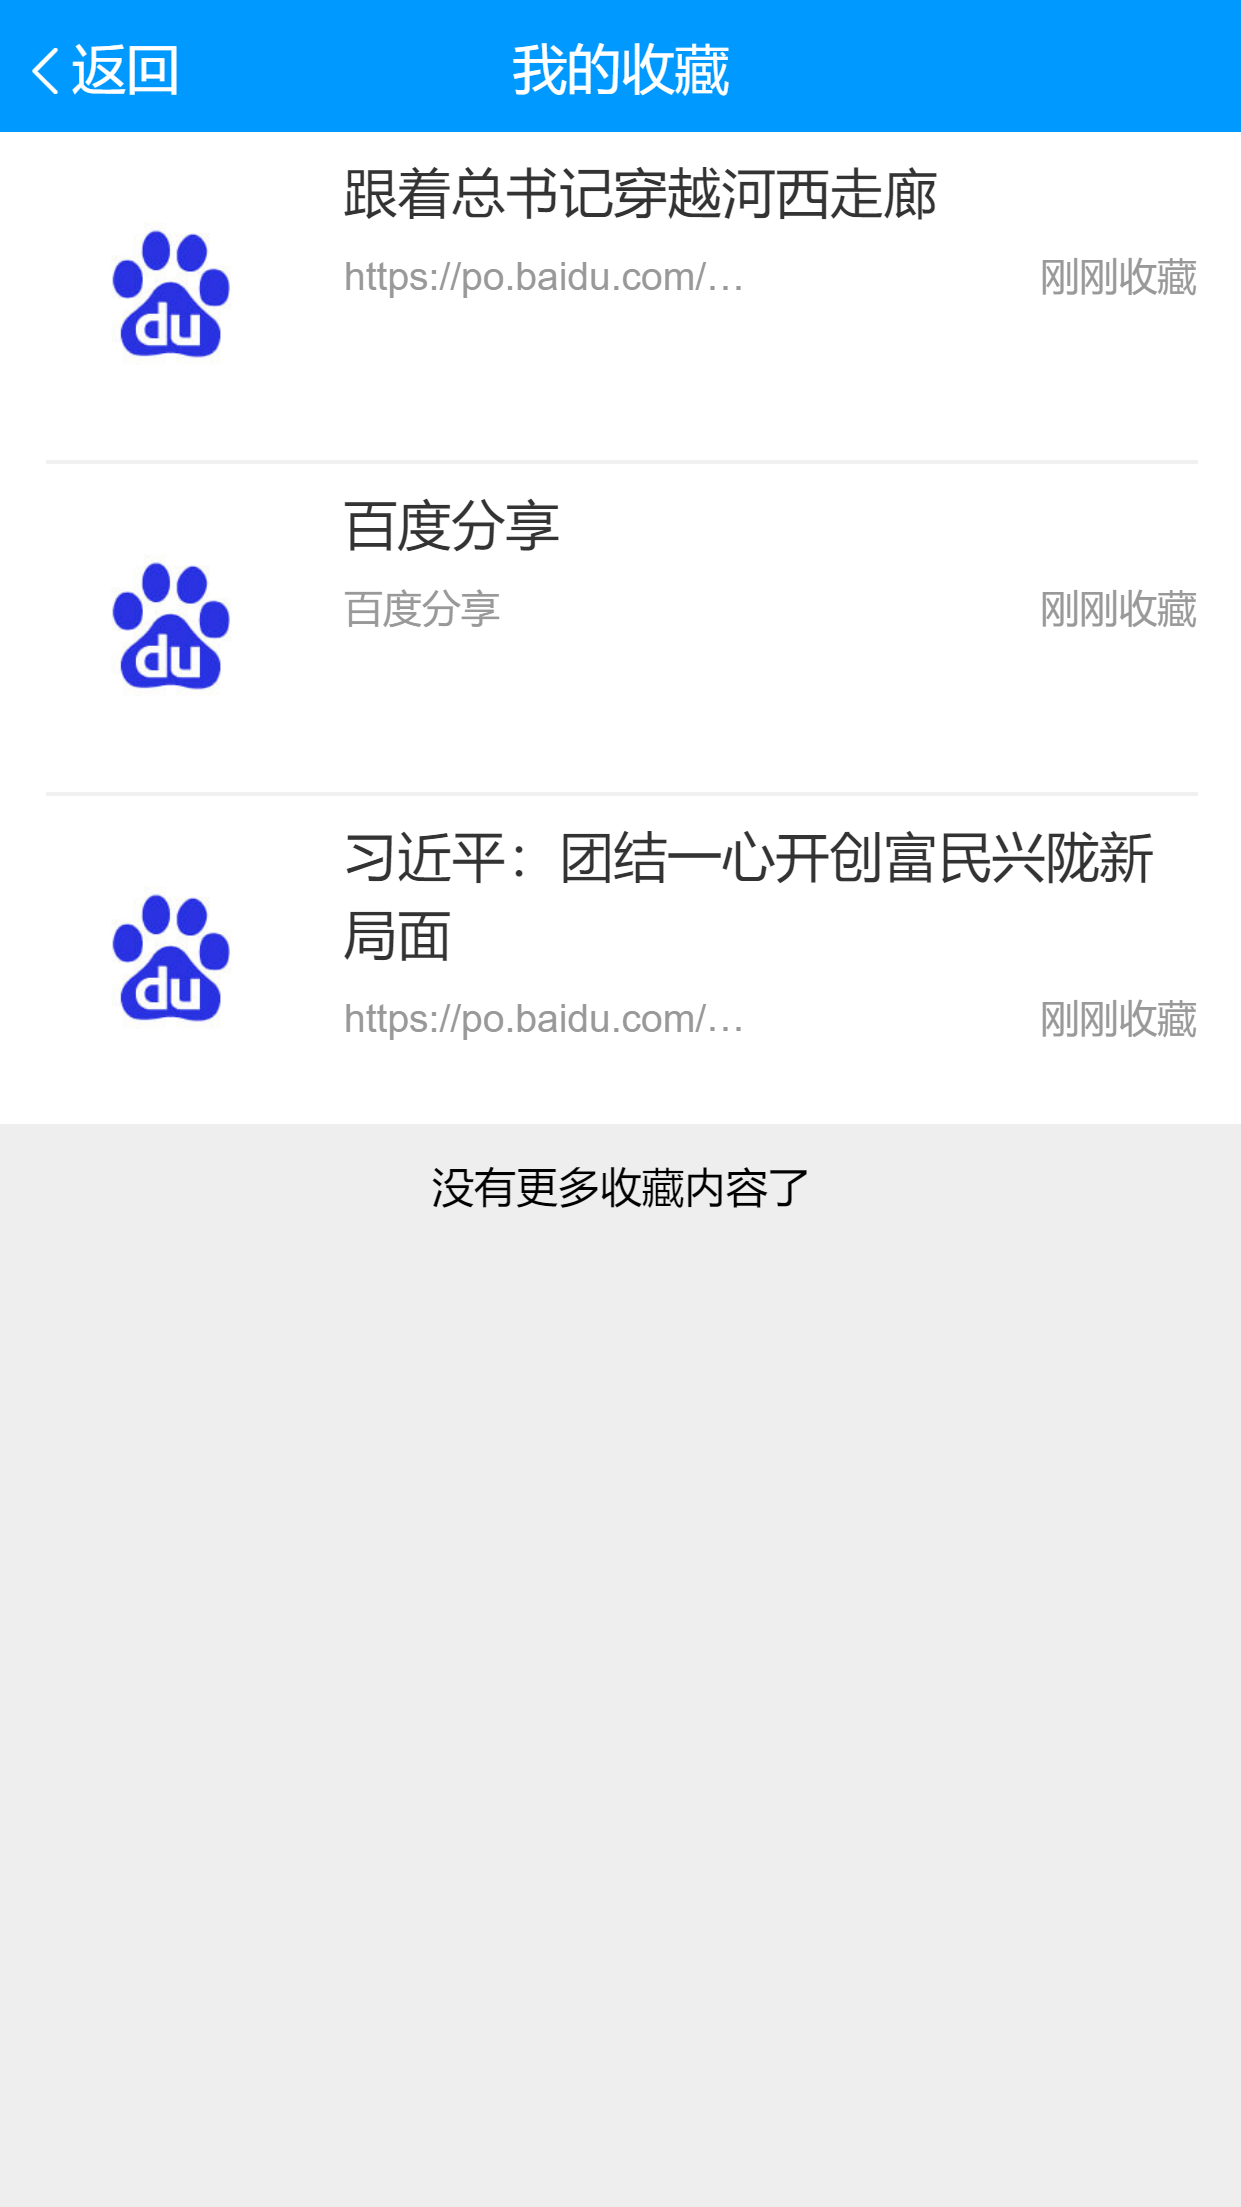 返回 我的收藏
跟着总书记穿越河西走廊
https://po.baidu.com/… 刚刚收藏
du
百度分享
百度分享 刚刚收藏
du
习近平：团结一心开创富民兴陇新
局面
du
https://po.baidu.com/… 刚刚收藏
没有更多收藏内容了